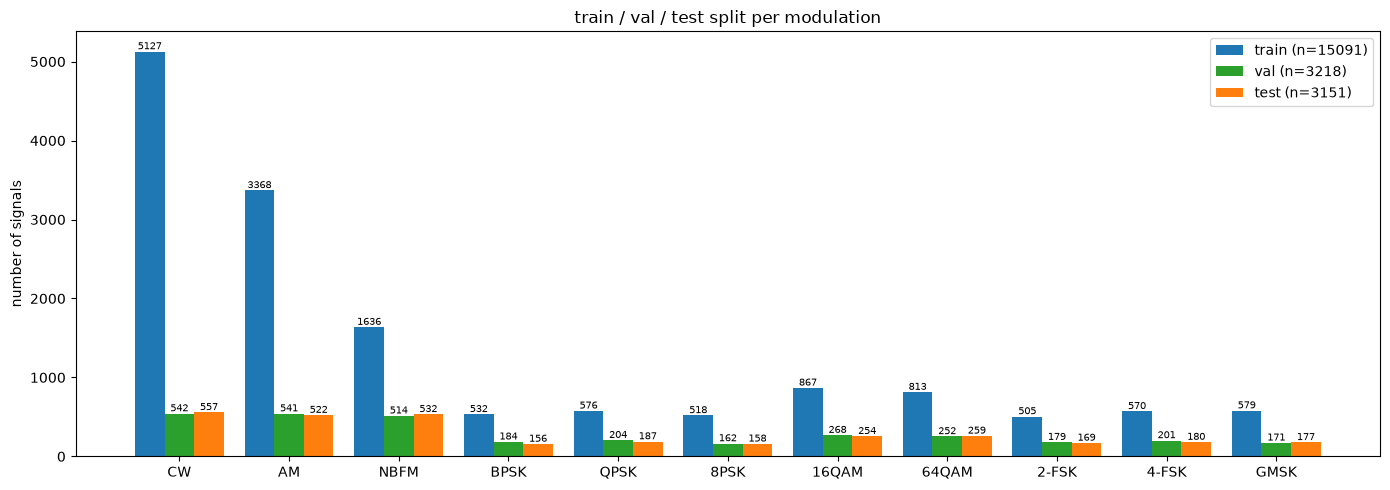 train / val / test split per modulation
train (n=15091)
val (n=3218)
test (n=3151)
number of signals
5000
4000
3000
2000
1000
0
5127 542 557
3368 541 522
1636 514 532
532 184 156
576 204 187
518 162 158
867 268 254
813 252 259
505 179 169
570 201 180
579 171 177
CW AM NBFM BPSK QPSK 8PSK 16QAM 64QAM 2-FSK 4-FSK GMSK